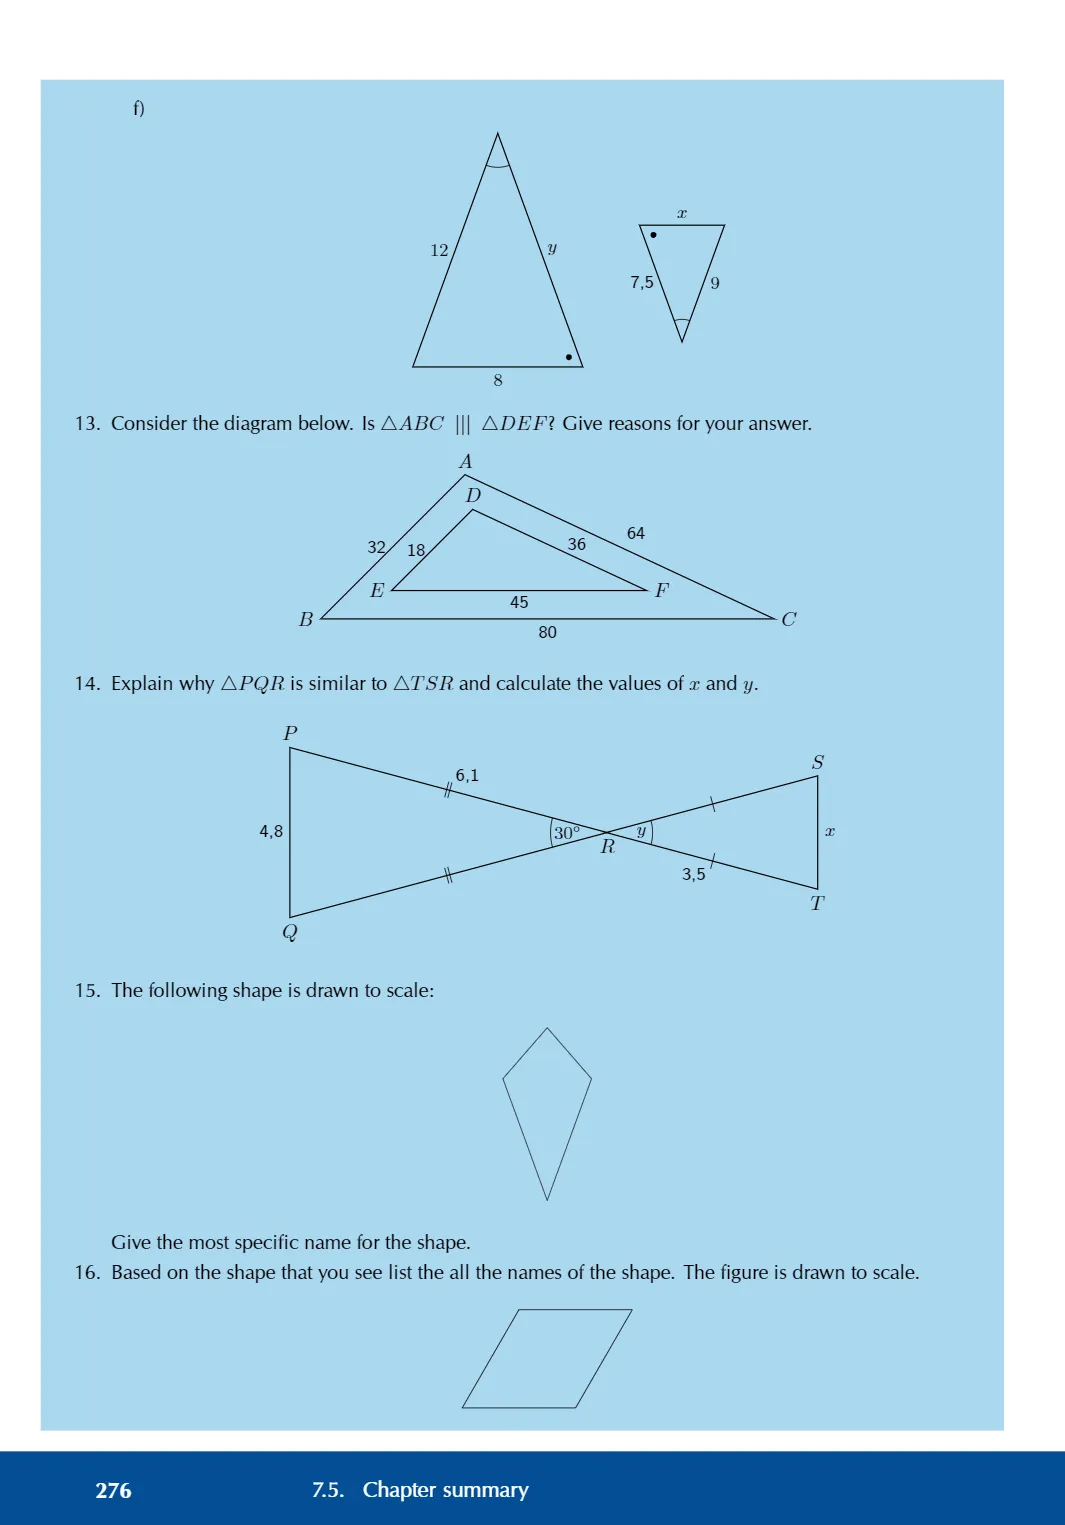 f)
12
y
8
x
7,5
9
13. Consider the diagram below. Is △ABC ||| △DEF? Give reasons for your answer.
A
D
64
32
18
36
E
F
45
B
C
80
14. Explain why △PQR is similar to △TSR and calculate the values of x and y.
P
6,1
S
4,8
30°
y
x
R
3,5
T
Q
15. The following shape is drawn to scale:
Give the most specific name for the shape.
16. Based on the shape that you see list the all the names of the shape. The figure is drawn to scale.
276 7.5. Chapter summary